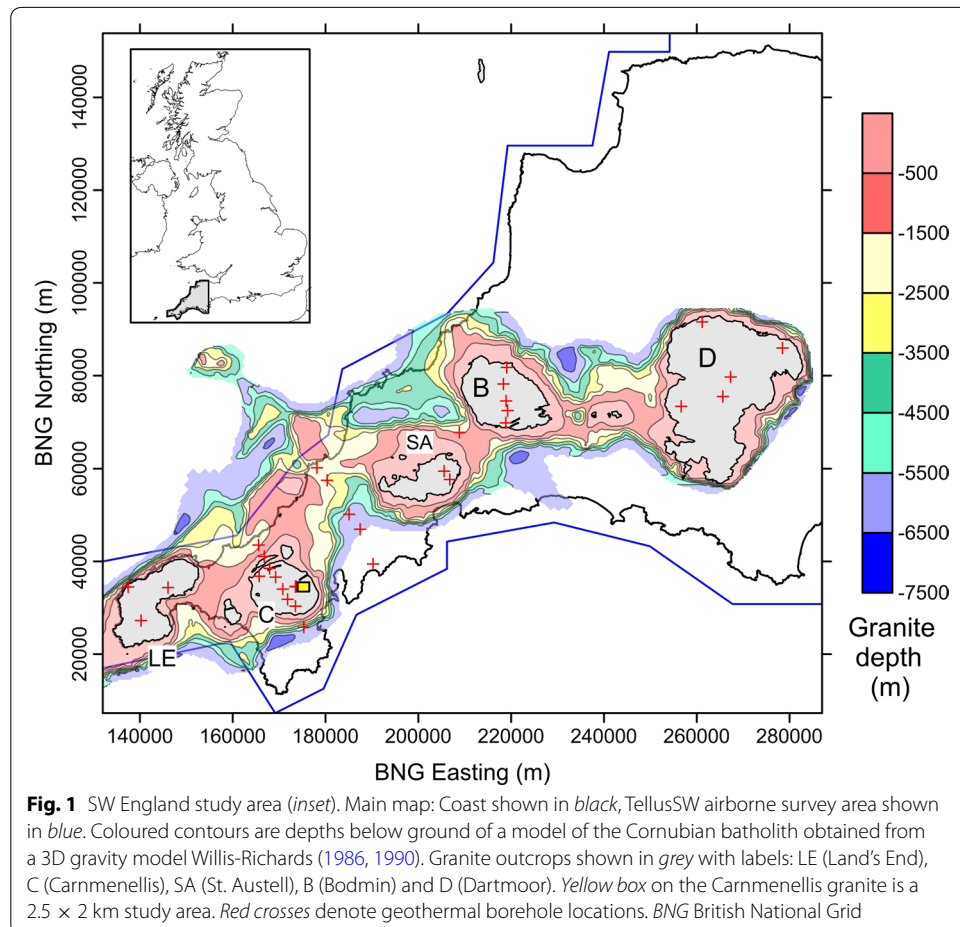 BNG Northing (m)
140000
120000
100000
80000
60000
40000
20000
B
D
SA
C
LE
140000 160000 180000 200000 220000 240000 260000 280000
BNG Easting (m)
-500
-1500
-2500
-3500
-4500
-5500
-6500
-7500
Granite
depth
(m)
Fig. 1 SW England study area (inset). Main map: Coast shown in black, TellusSW airborne survey area shown
in blue. Coloured contours are depths below ground of a model of the Cornubian batholith obtained from
a 3D gravity model Willis-Richards (1986, 1990). Granite outcrops shown in grey with labels: LE (Land's End),
C (Carnmenellis), SA (St. Austell), B (Bodmin) and D (Dartmoor). Yellow box on the Carnmenellis granite is a
2.5 × 2 km study area. Red crosses denote geothermal borehole locations. BNG British National Grid